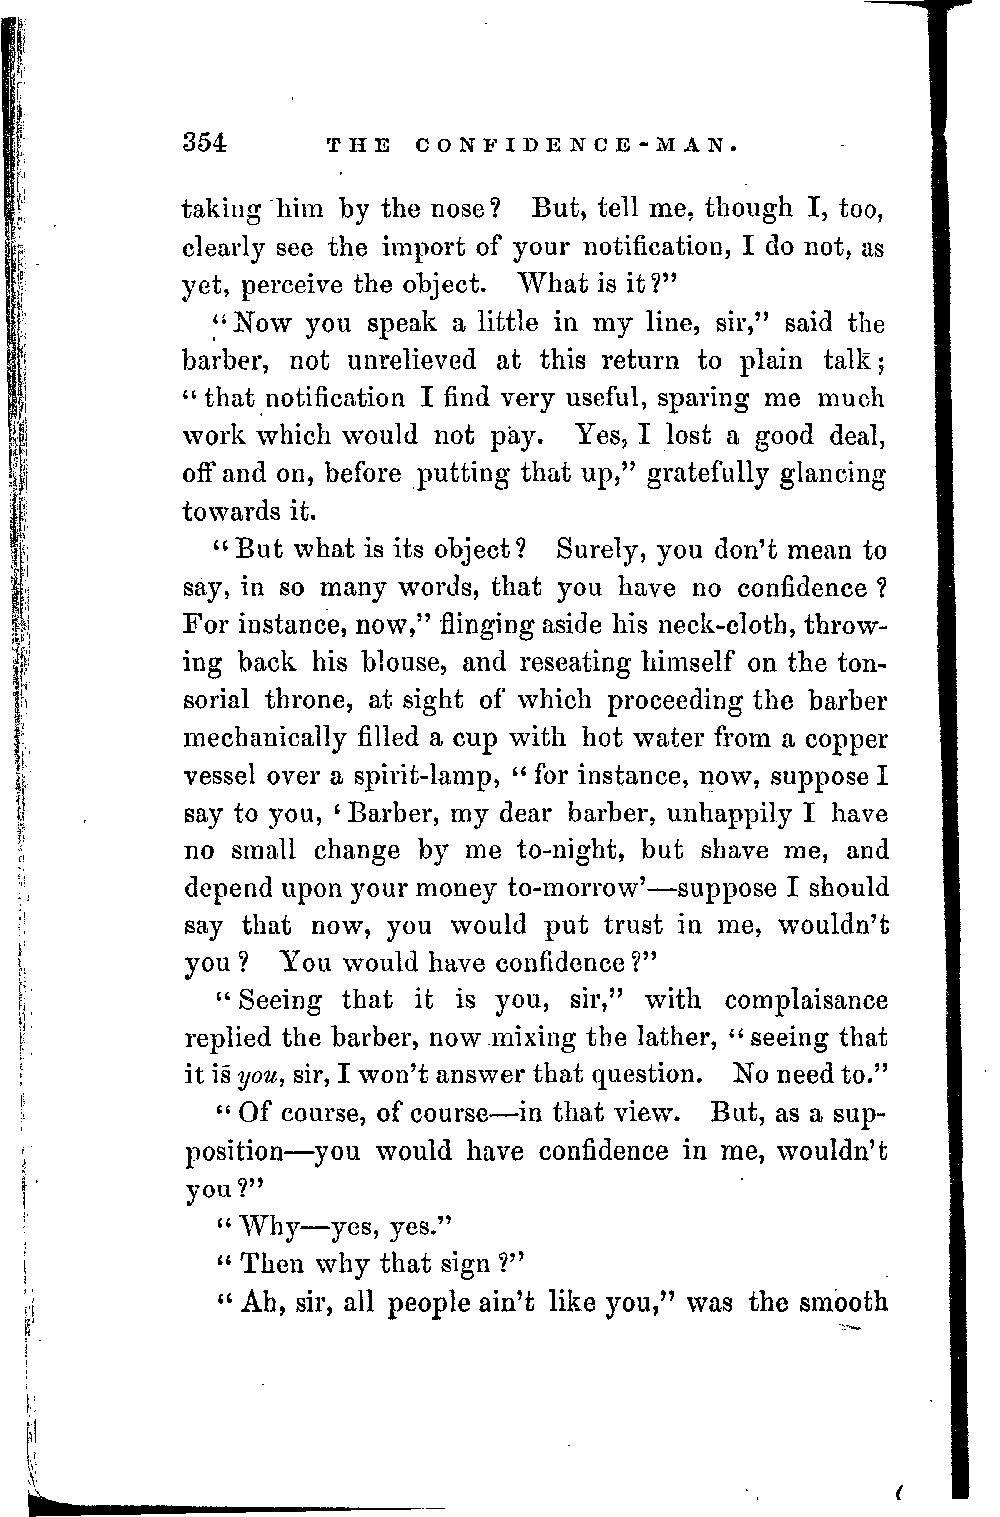 354 THE CONFIDENCE-MAN.
taking him by the nose? But, tell me, though I, too,
clearly see the import of your notification, I do not, as
yet, perceive the object. What is it?"
"Now you speak a little in my line, sir," said the
barber, not unrelieved at this return to plain talk;
"that notification I find very useful, sparing me much
work which would not pay. Yes, I lost a good deal,
off and on, before putting that up," gratefully glancing
towards it.
"But what is its object? Surely, you don't mean to
say, in so many words, that you have no confidence?
For instance, now," flinging aside his neck-cloth, throw-
ing back his blouse, and reseating himself on the ton-
sorial throne, at sight of which proceeding the barber
mechanically filled a cup with hot water from a copper
vessel over a spirit-lamp, "for instance, now, suppose I
say to you, 'Barber, my dear barber, unhappily I have
no small change by me to-night, but shave me, and
depend upon your money to-morrow'—suppose I should
say that now, you would put trust in me, wouldn't
you? You would have confidence?"
"Seeing that it is you, sir," with complaisance
replied the barber, now mixing the lather, "seeing that
it is you, sir, I won't answer that question. No need to."
"Of course, of course—in that view. But, as a sup-
position—you would have confidence in me, wouldn't
you?"
"Why—yes, yes."
"Then why that sign?"
"Ah, sir, all people ain't like you," was the smooth